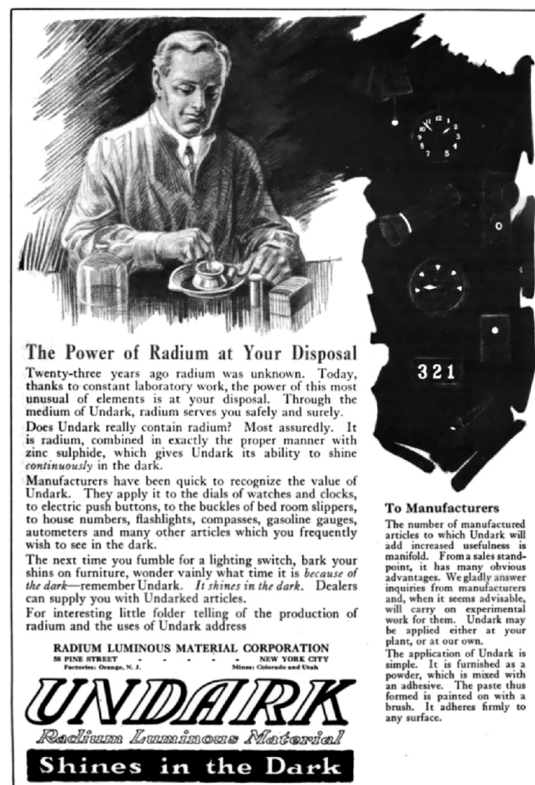 12
11
1
10
2
9
3
8
4
7
5
321
The Power of Radium at Your Disposal
Twenty-three years ago radium was unknown. Today,
thanks to constant laboratory work, the power of this most
unusual of elements is at your disposal. Through the
medium of Undark, radium serves you safely and surely.
Does Undark really contain radium? Most assuredly. It
is radium, combined in exactly the proper manner with
zinc sulphide, which gives Undark its ability to shine
continuously in the dark.
Manufacturers have been quick to recognize the value of
Undark. They apply it to the dials of watches and clocks,
to electric push buttons, to the buckles of bed room slippers,
to house numbers, flashlights, compasses, gasoline gauges,
autometers and many other articles which you frequently
wish to see in the dark.
The next time you fumble for a lighting switch, bark your
shins on furniture, wonder vainly what time it is because of
the dark—remember Undark. It shines in the dark. Dealers
can supply you with Undarked articles.
For interesting little folder telling of the production of
radium and the uses of Undark address
RADIUM LUMINOUS MATERIAL CORPORATION
58 PINE STREET - - - - - NEW YORK CITY
Factories: Orange, N. J. Mines: Colorado and Utah
UNDARK
Radium Luminous Material
Shines in the Dark
To Manufacturers
The number of manufactured
articles to which Undark will
add increased usefulness is
manifold. From a sales stand-
point, it has many obvious
advantages. We gladly answer
inquiries from manufacturers
and, when it seems advisable,
will carry on experimental
work for them. Undark may
be applied either at your
plant, or at our own.
The application of Undark is
simple. It is furnished as a
powder, which is mixed with
an adhesive. The paste thus
formed is painted on with a
brush. It adheres firmly to
any surface.